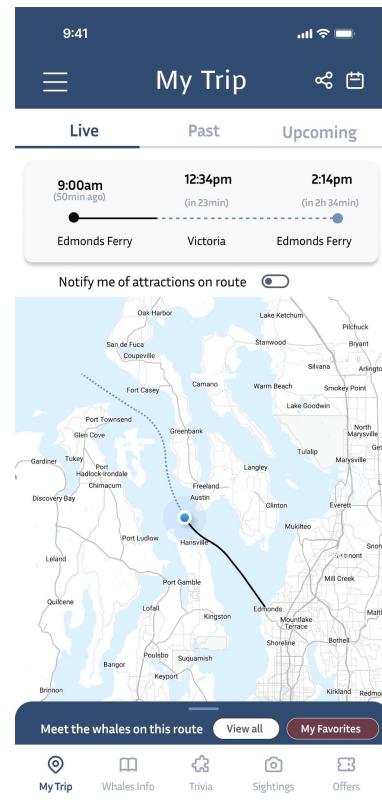 9:41
My Trip
Live Past Upcoming
9:00am 12:34pm 2:14pm
(50min ago) (in 23min) (in 2h 34min)
Edmonds Ferry Victoria Edmonds Ferry
Notify me of attractions on route
Oak Harbor
Lake Ketchum
Pilchuck
San de Fuca
Stanwood
Bryant
Coupeville
Silvana
Arlingto
Fort Casey
Camano
Warm Beach
Smokey Point
Lake Goodwin
Port Townsend
Greenbank
North
Marysville
Glen Cove
Tulalip
Get
Gardiner
Tukey
Marysville
Port
Hadlock-Irondale
Langley
Chimacum
Freeland
Discovery Bay
Austin
Clinton
Everett
Mukilteo
Port Ludlow
Hansville
Snoh
Leland
Mill Creek
Port Gamble
Quilcene
Lofall
Kingston
Edmonds
Maltl
Mountlake
Terrace
Shoreline
Bothell
Poulsbo
Suquamish
Bangor
Keyport
Brinnon
Kirkland
Redmo
Meet the whales on this route View all My Favorites
My Trip Whales Info Trivia Sightings Offers